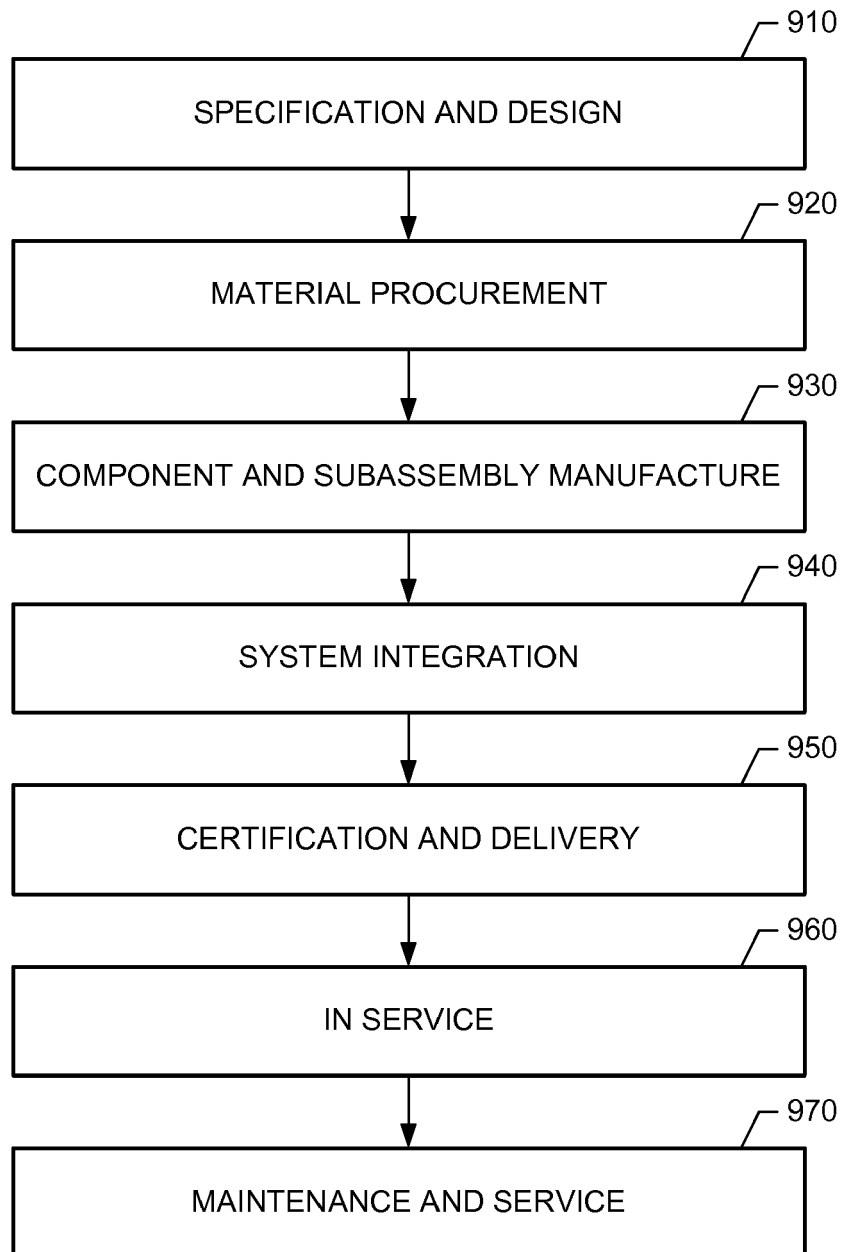 910
SPECIFICATION AND DESIGN
920
MATERIAL PROCUREMENT
930
COMPONENT AND SUBASSEMBLY MANUFACTURE
940
SYSTEM INTEGRATION
950
CERTIFICATION AND DELIVERY
960
IN SERVICE
970
MAINTENANCE AND SERVICE